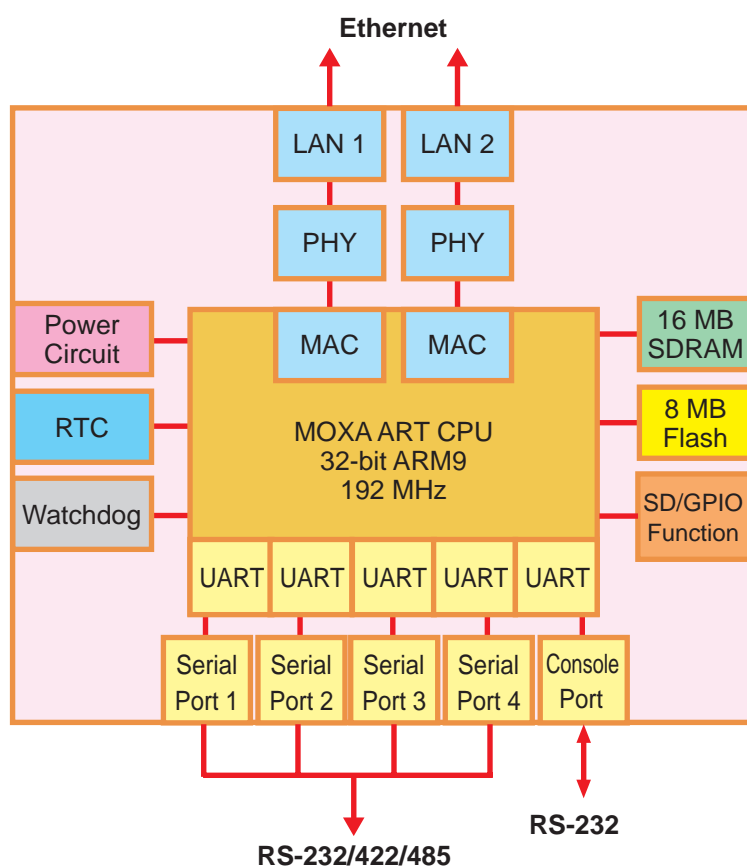 Ethernet
LAN 1
LAN 2
PHY
PHY
MAC
MAC
Power
Circuit
RTC
Watchdog
MOXA ART CPU
32-bit ARM9
192 MHz
16 MB
SDRAM
8 MB
Flash
SD/GPIO
Function
UART
UART
UART
UART
UART
Serial
Port 1
Serial
Port 2
Serial
Port 3
Serial
Port 4
Console
Port
RS-232/422/485
RS-232